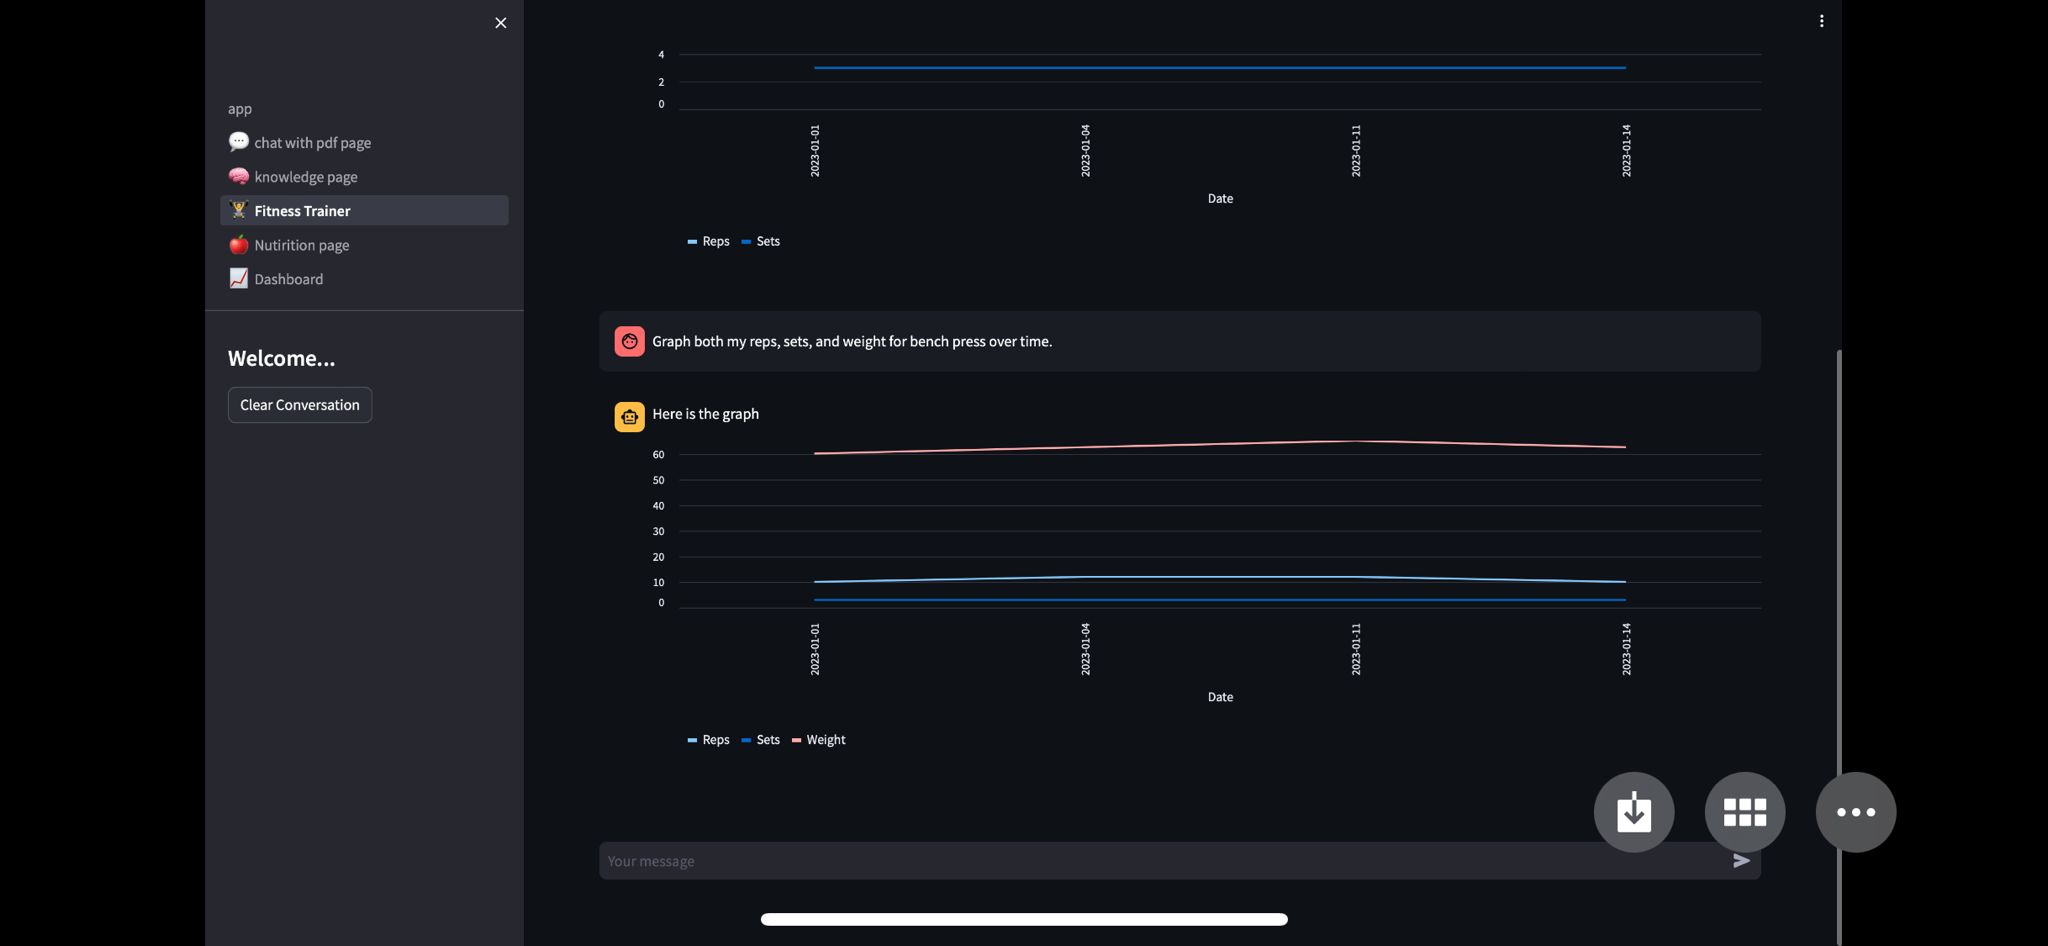 app
chat with pdf page
knowledge page
Fitness Trainer
Nutirition page
Dashboard
Welcome...
Clear Conversation
4
2
0
2023-01-01
2023-01-04
2023-01-11
2023-01-14
Date
Reps Sets
Graph both my reps, sets, and weight for bench press over time.
Here is the graph
60
50
40
30
20
10
0
2023-01-01
2023-01-04
2023-01-11
2023-01-14
Date
Reps Sets Weight
Your message